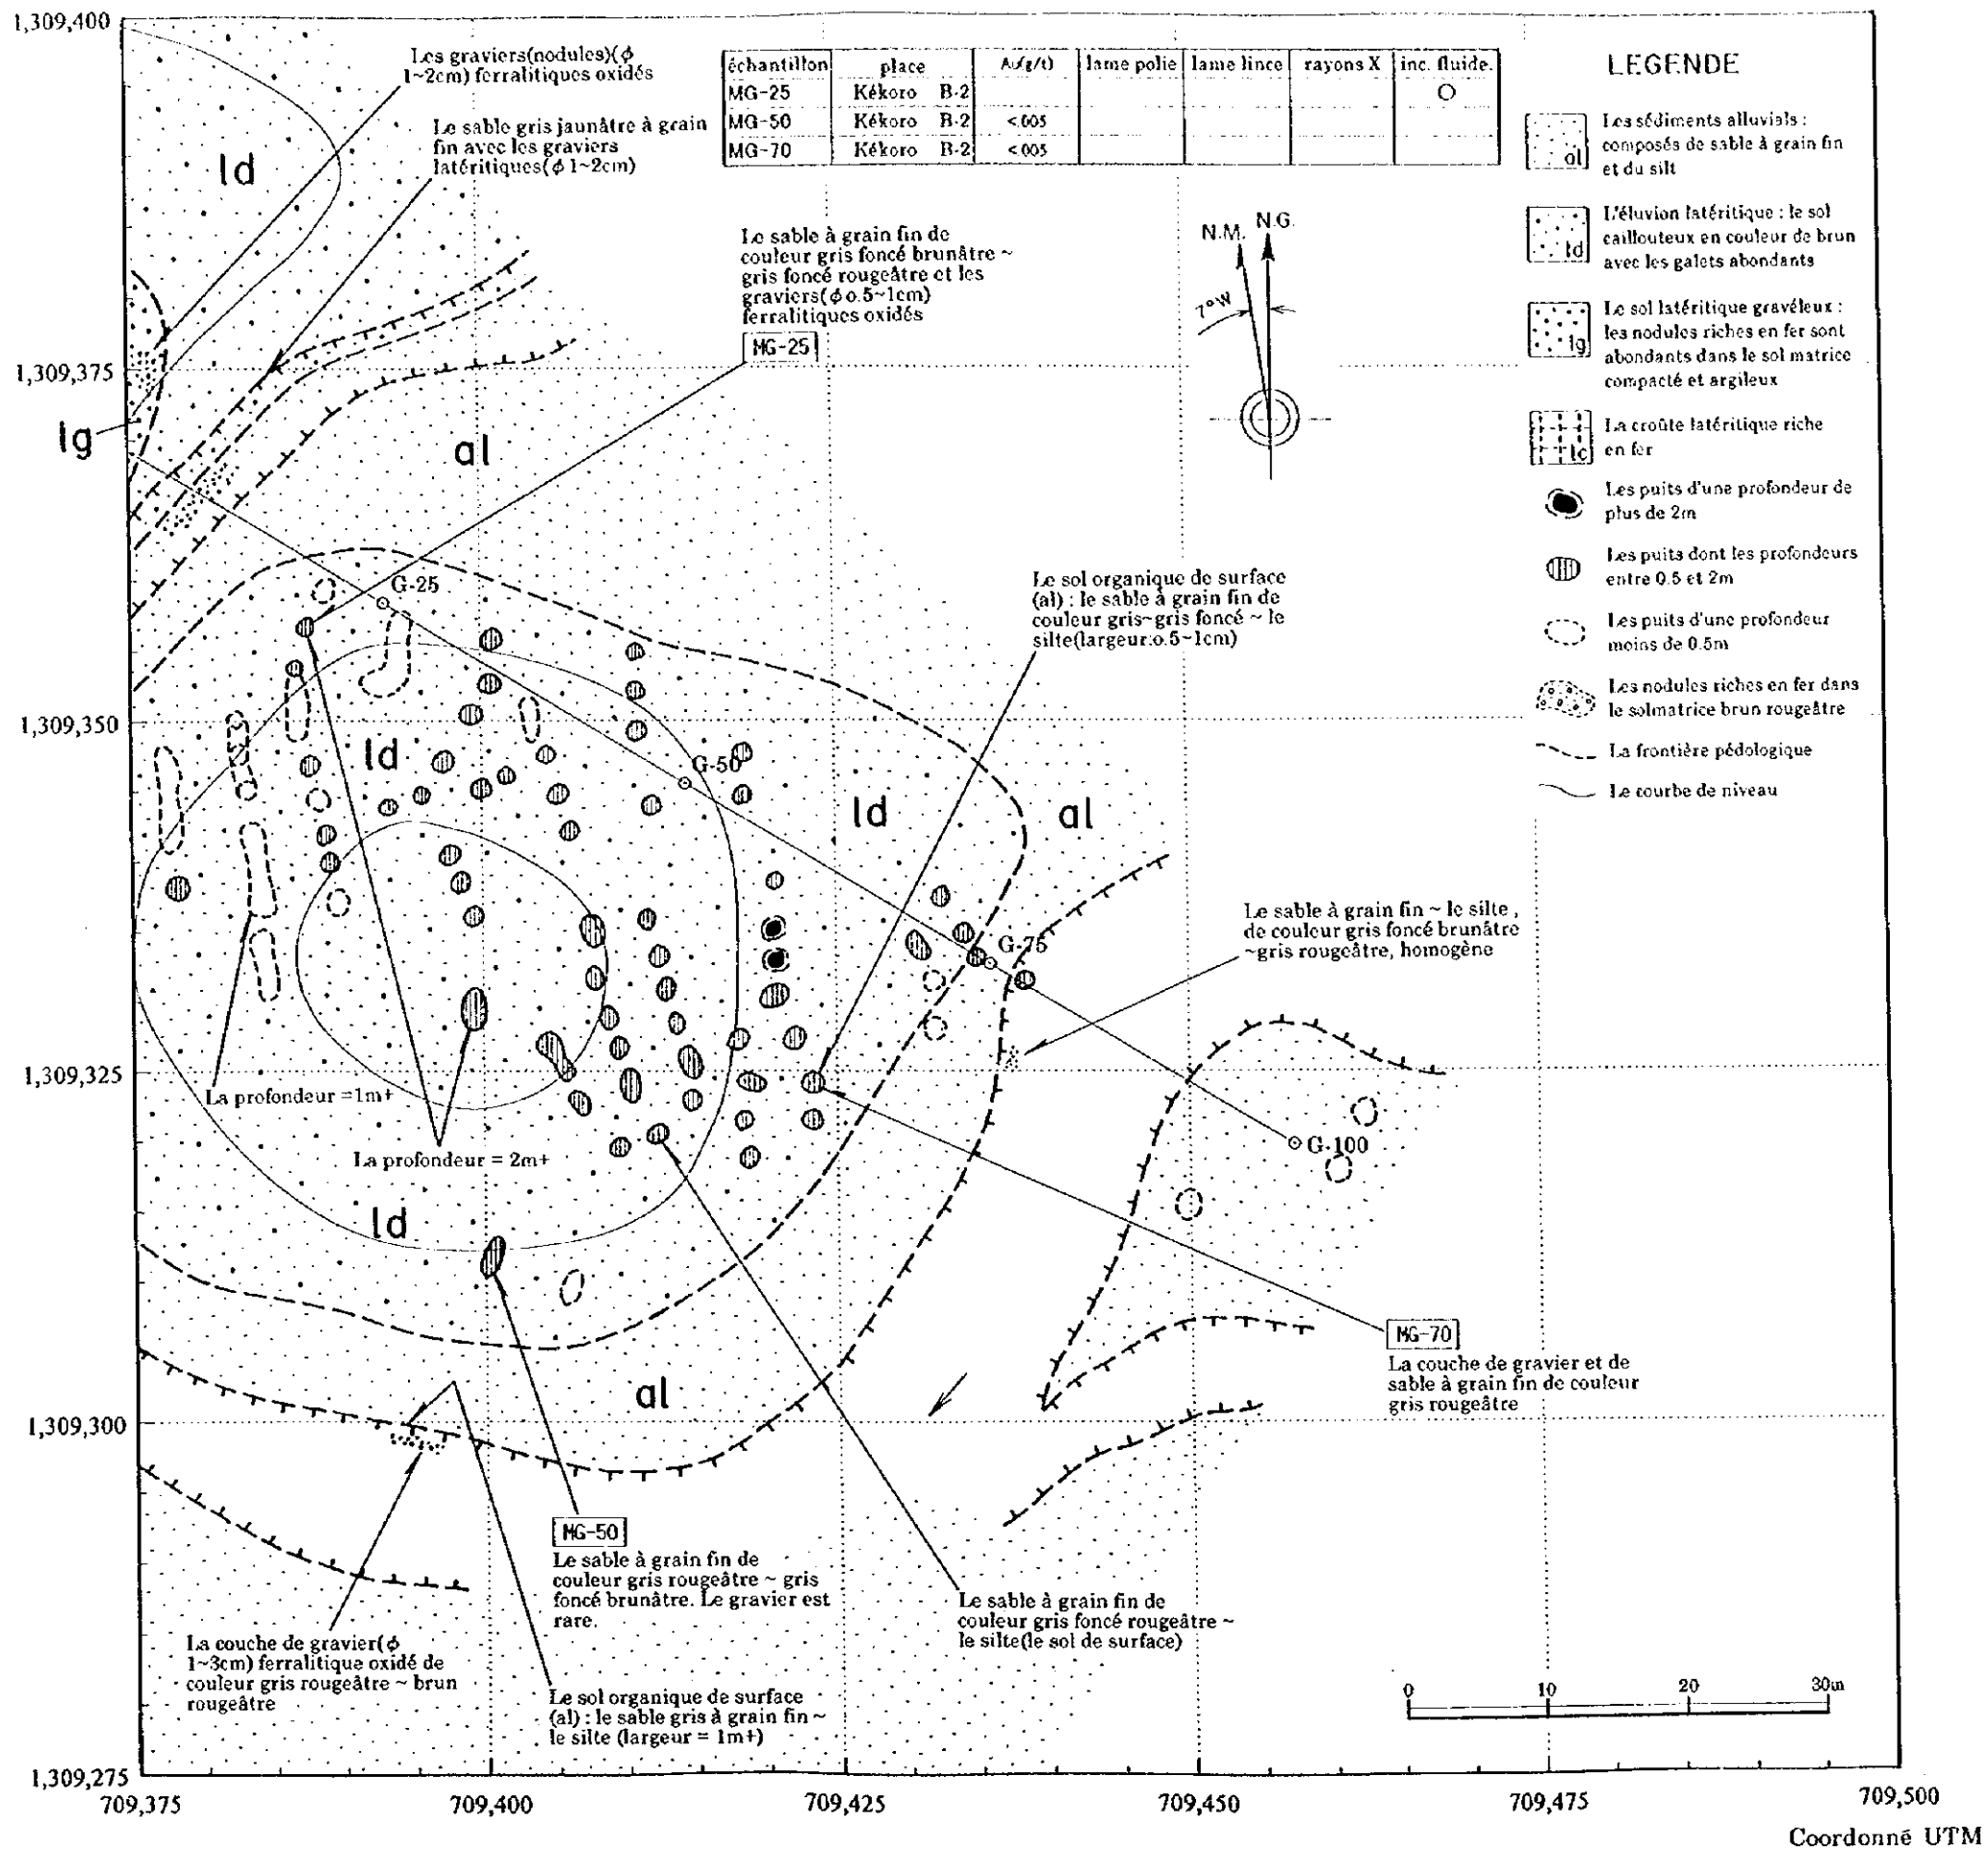 1,309,400
1,309,375
1,309,350
1,309,325
1,309,300
1,309,275
709,375
709,400
709,425
709,450
709,475
709,500
Coordonné UTM
Les graviers(nodules)(ϕ
1~2cm) ferralitiques oxidés
Le sable gris jaunâtre à grain
fin avec les graviers
latéritiques(ϕ 1~2cm)
échantillon place Au(g/t) lame polie lame lince rayons X inc. fluide.
MG-25 Kékoro B-2 ○
MG-50 Kékoro B-2 <.005
MG-70 Kékoro B-2 <.005
Le sable à grain fin de
couleur gris foncé brunâtre ~
gris foncé rougeâtre et les
graviers(ϕ0.5~1cm)
ferralitiques oxidés
MG-25
N.M. N.G.
7°W
LEGENDE
al
Les sédiments alluvials :
composés de sable à grain fin
et du silt
ld
L'éluvion latéritique : le sol
caillouteux en couleur de brun
avec les galets abondants
lg
Le sol latéritique gravéleux :
les nodules riches en fer sont
abondants dans le sol matrice
compacté et argileux
lc
La croûte latéritique riche
en fer
Les puits d'une profondeur de
plus de 2m
Les puits dont les profondeurs
entre 0.5 et 2m
Les puits d'une profondeur
moins de 0.5m
Les nodules riches en fer dans
le solmatrice brun rougeâtre
La frontière pédologique
Le courbe de niveau
ld
lg
al
G-25
Le sol organique de surface
(al) : le sable à grain fin de
couleur gris~gris foncé ~ le
silte(largeur:0.5~1cm)
ld
G-50
ld
al
G-75
Le sable à grain fin ~ le silte ,
de couleur gris foncé brunâtre
~gris rougeâtre, homogène
La profondeur =1m+
La profondeur = 2m+
G-100
ld
al
MG-70
La couche de gravier et de
sable à grain fin de couleur
gris rougeâtre
MG-50
Le sable à grain fin de
couleur gris rougeâtre ~ gris
foncé brunâtre. Le gravier est
rare.
Le sable à grain fin de
couleur gris foncé rougeâtre ~
le silte(le sol de surface)
La couche de gravier(ϕ
1~3cm) ferralitique oxidé de
couleur gris rougeâtre ~ brun
rougeâtre
Le sol organique de surface
(al) : le sable gris à grain fin ~
le silte (largeur = 1m+)
0 10 20 30m